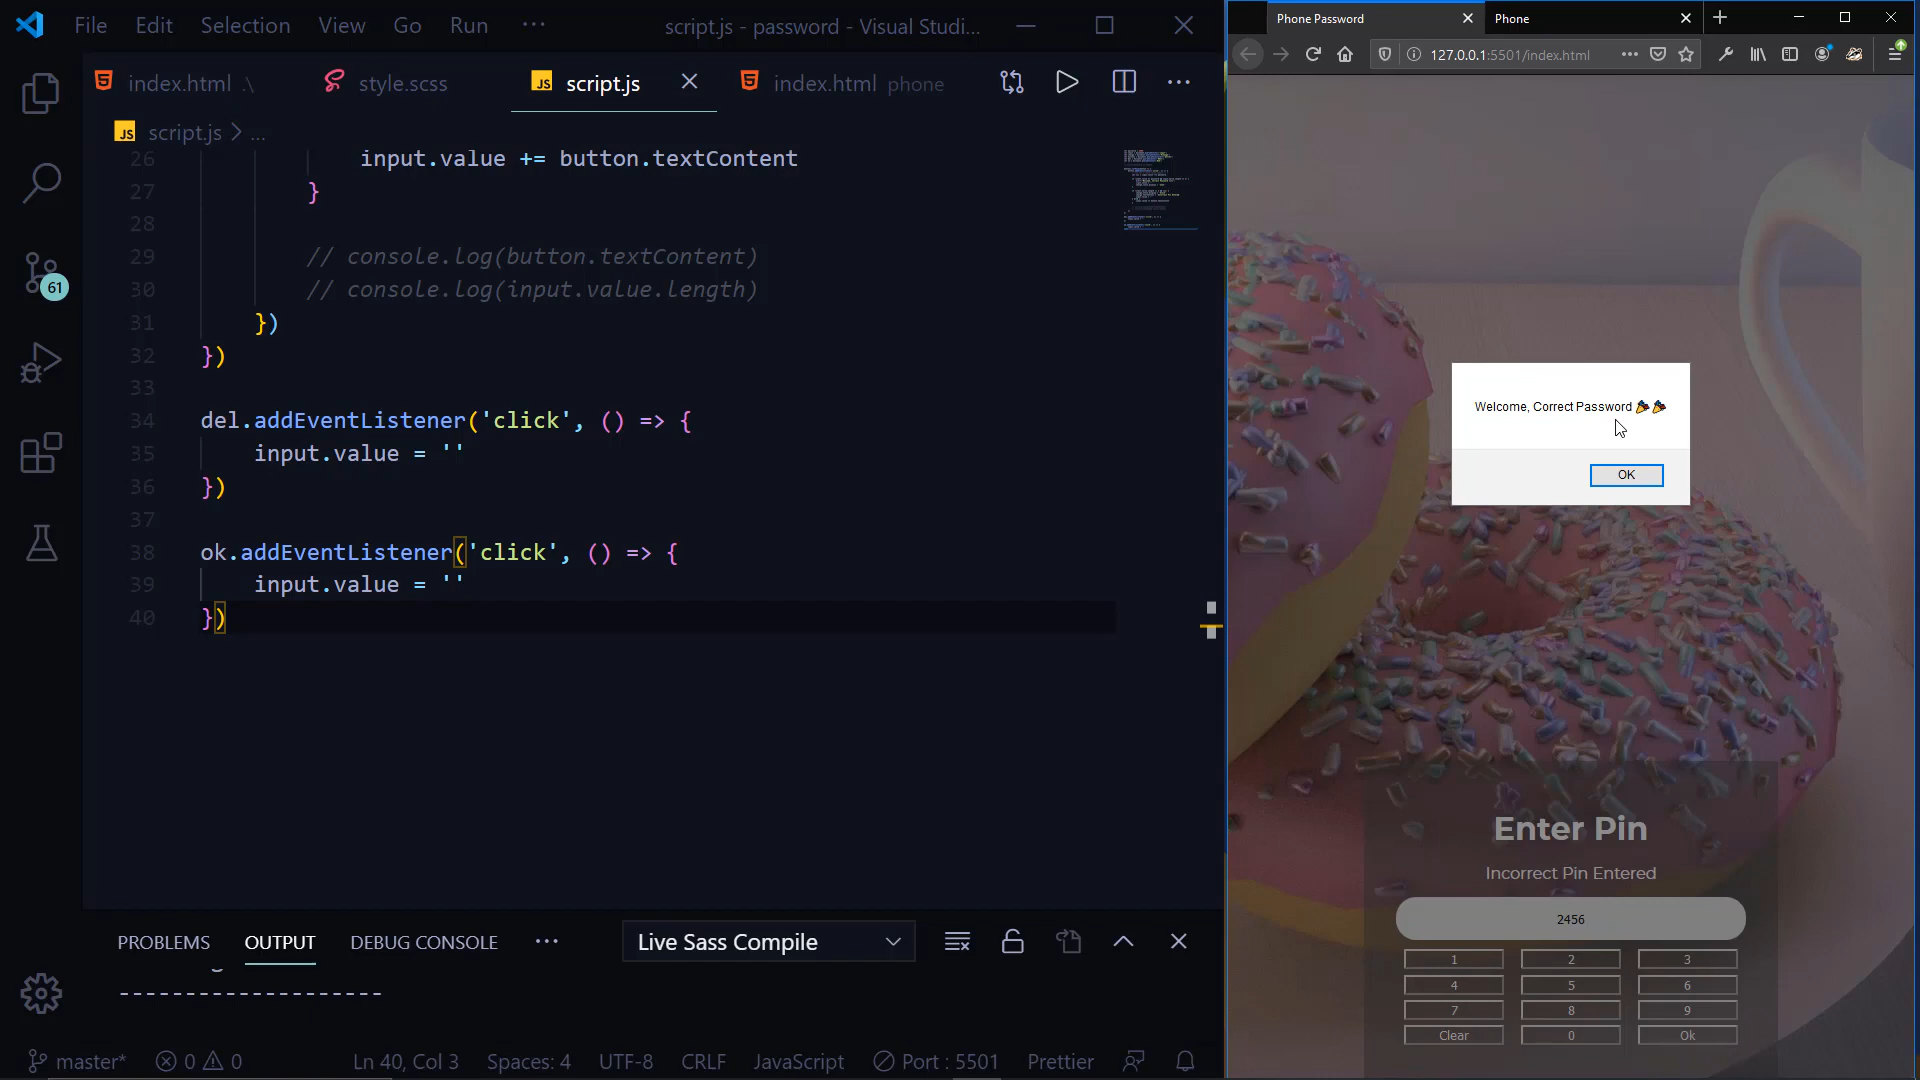 File Edit Selection View Go Run ··· script.js - password - Visual Studi...
index.html .\ style.scss script.js index.html phone
script.js > ...
26 input.value += button.textContent
27 }
28
29 // console.log(button.textContent)
30 // console.log(input.value.length)
31 })
32 })
33
34 del.addEventListener('click', () => {
35 input.value = ''
36 })
37
38 ok.addEventListener('click', () => {
39 input.value = ''
40 })
61
PROBLEMS OUTPUT DEBUG CONSOLE ··· Live Sass Compile
--------------------
master* 0 0 Ln 40, Col 3 Spaces: 4 UTF-8 CRLF JavaScript Port : 5501 Prettier
Phone Password Phone
127.0.0.1:5501/index.html
Welcome, Correct Password 🎉🎉
OK
Enter Pin
Incorrect Pin Entered
2456
1 2 3
4 5 6
7 8 9
Clear 0 Ok